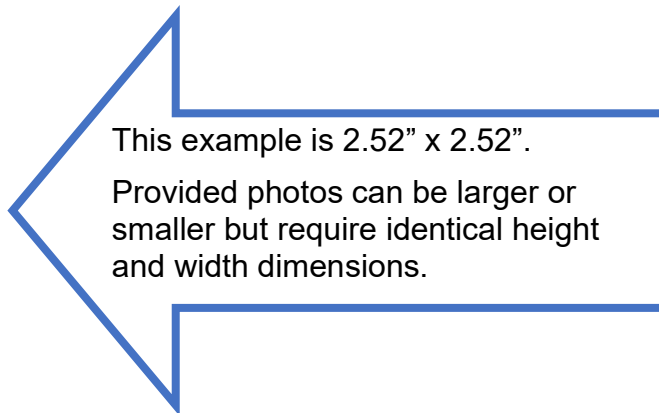 This example is 2.52” x 2.52”.
Provided photos can be larger or
smaller but require identical height
and width dimensions.